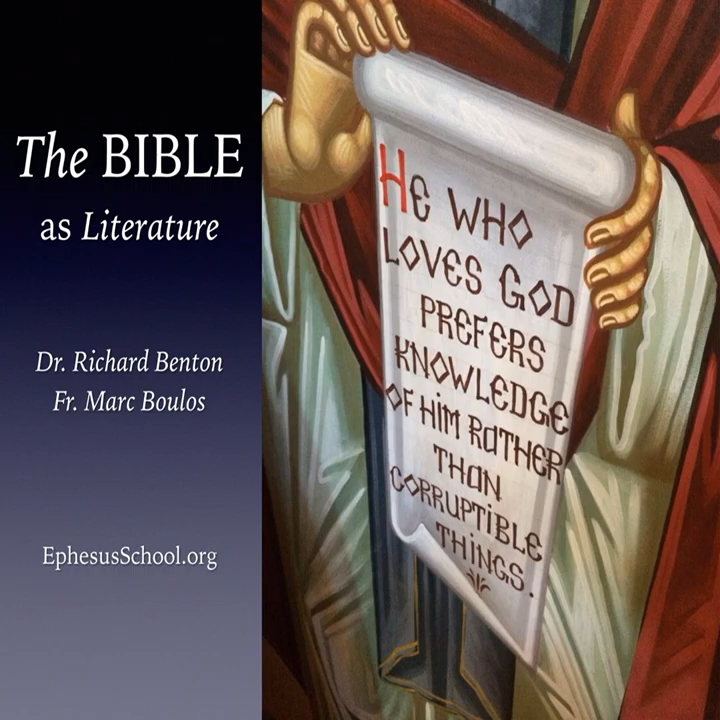 The BIBLE
as Literature
Dr. Richard Benton
Fr. Marc Boulos
EphesusSchool.org
HE WHO
LOVES GOD
PREFERS
KNOWLEDGE
OF HIM RATHER
THAN
CORRUPTIBLE
THINGS.